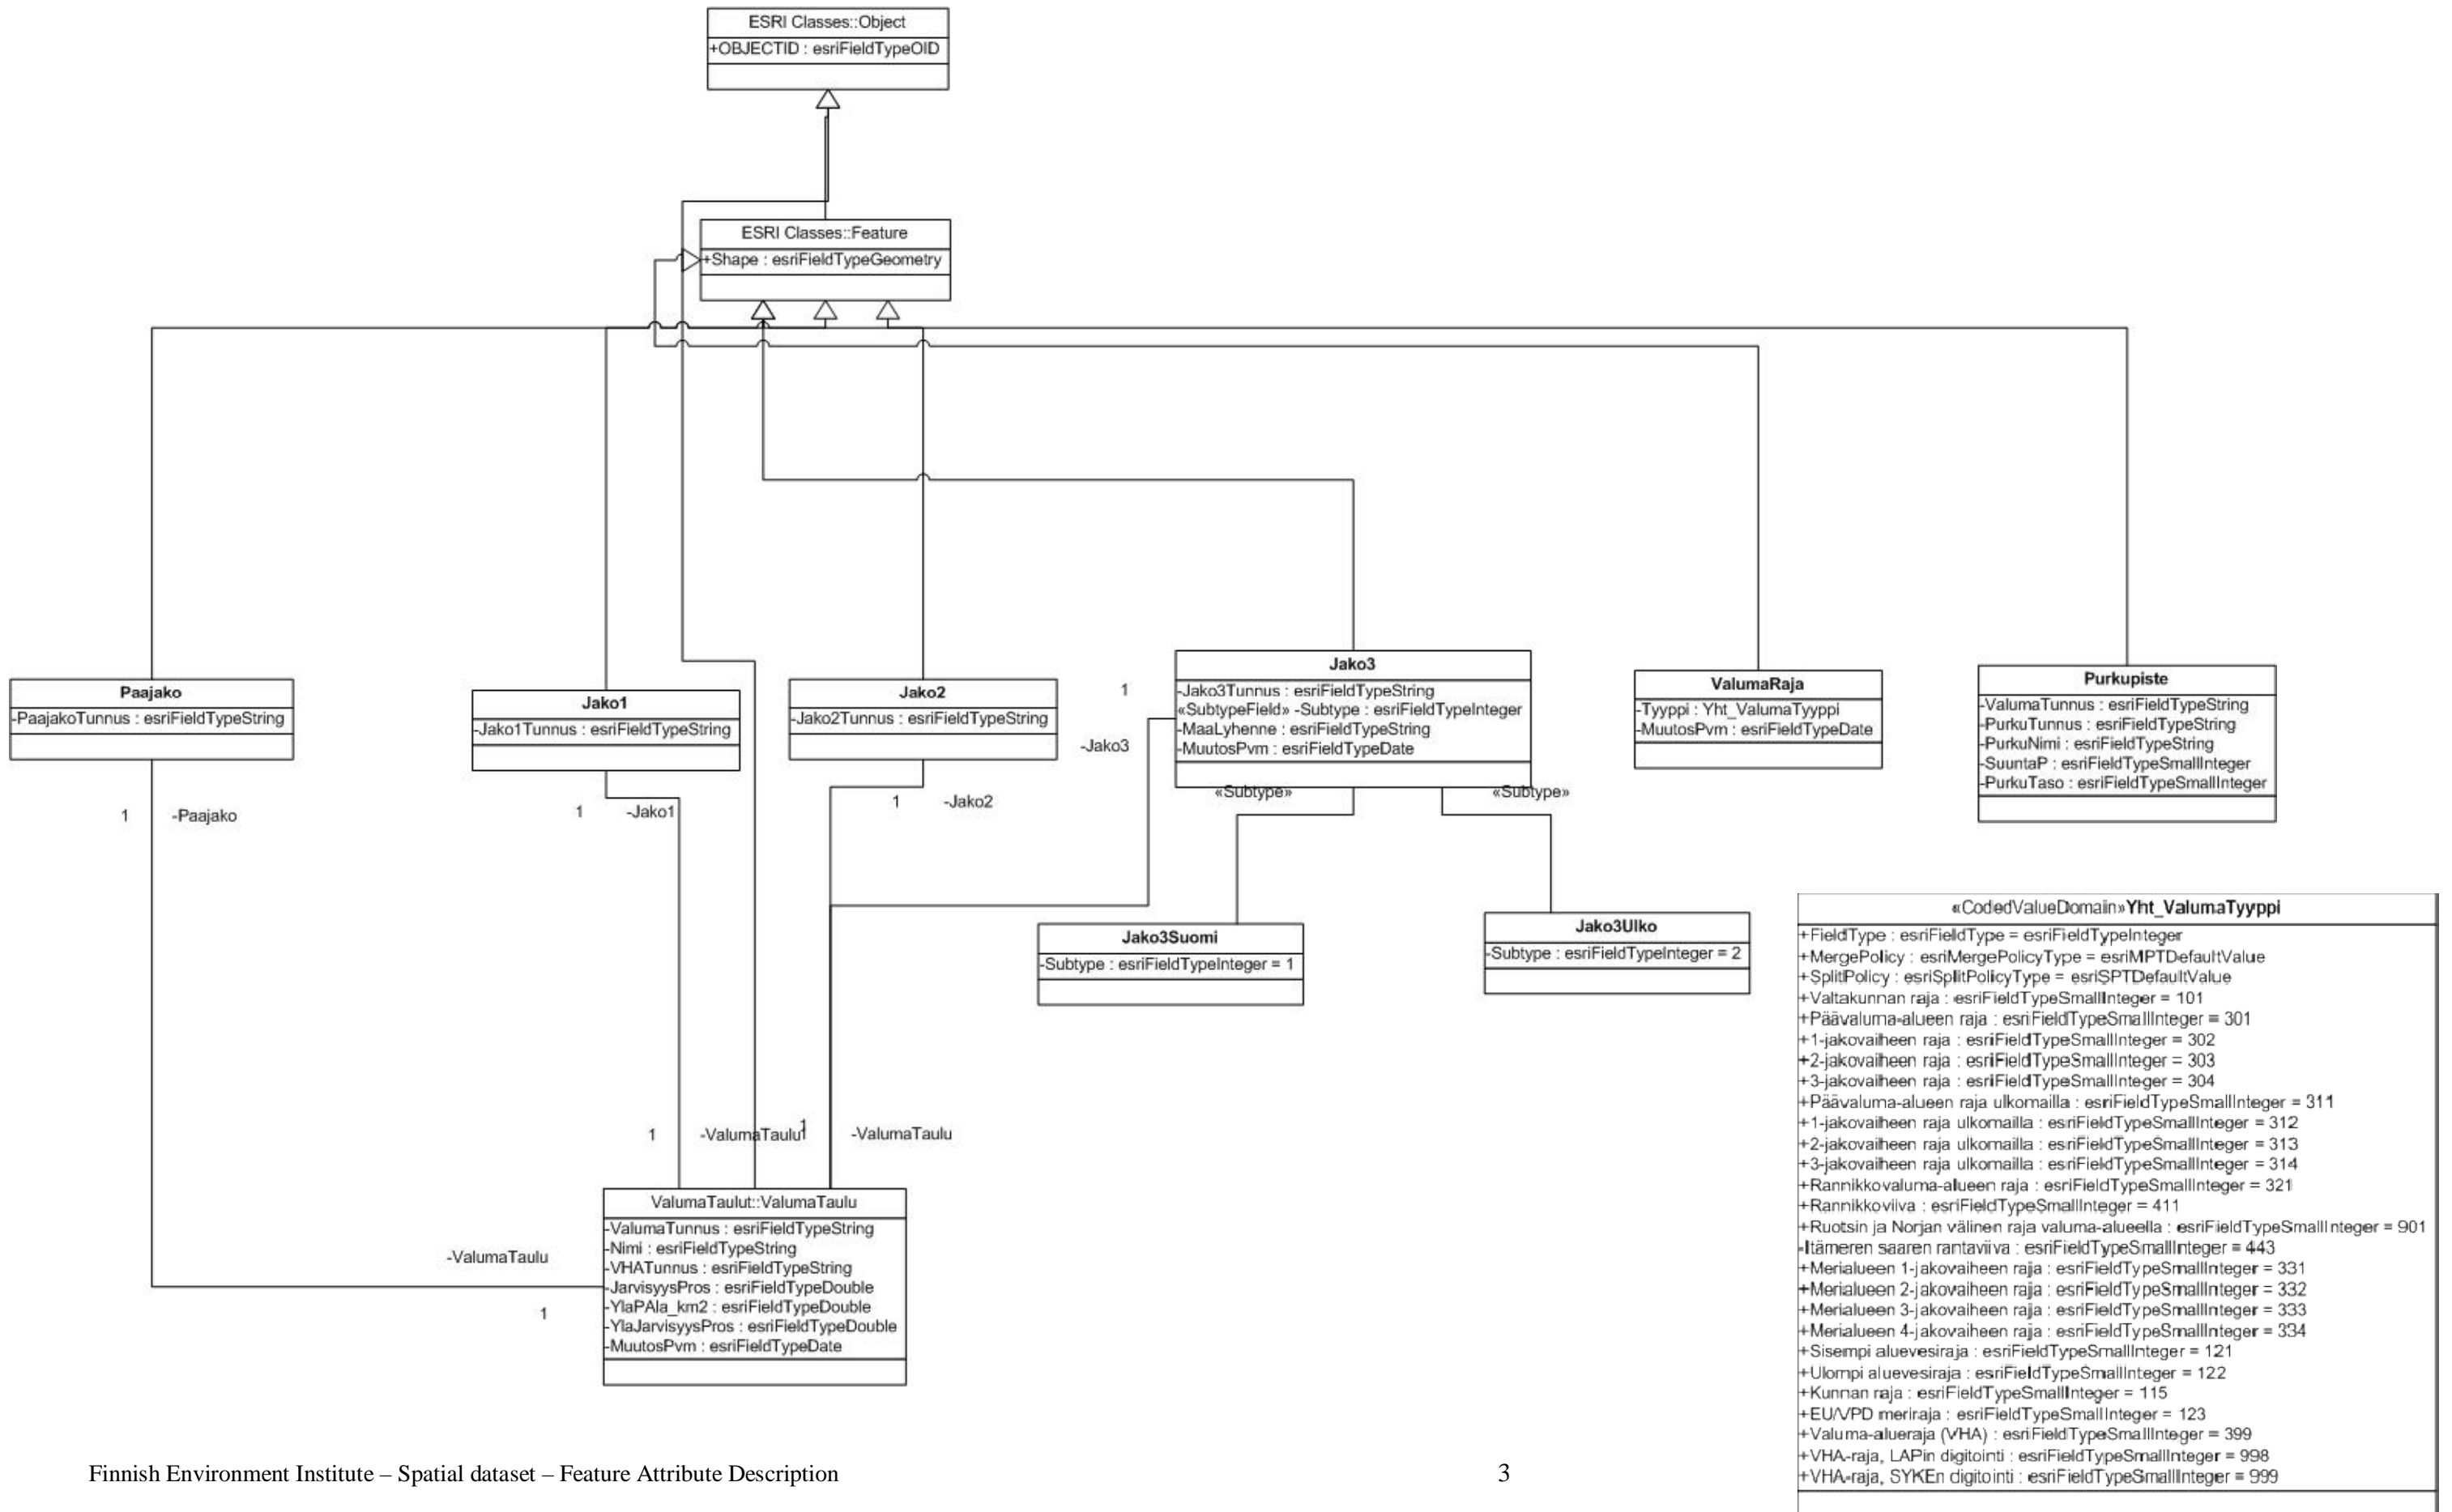 ESRI Classes::Object
+OBJECTID : esriFieldTypeOID
ESRI Classes::Feature
+Shape : esriFieldTypeGeometry
Paajako
-PaajakoTunnus : esriFieldTypeString
Jako1
-Jako1Tunnus : esriFieldTypeString
Jako2
-Jako2Tunnus : esriFieldTypeString
Jako3
-Jako3Tunnus : esriFieldTypeString
«SubtypeField» -Subtype : esriFieldTypeInteger
-MaaLyhenne : esriFieldTypeString
-MuutosPvm : esriFieldTypeDate
ValumaRaja
-Tyyppi : Yht_ValumaTyyppi
-MuutosPvm : esriFieldTypeDate
Purkupiste
-ValumaTunnus : esriFieldTypeString
-PurkuTunnus : esriFieldTypeString
-PurkuNimi : esriFieldTypeString
-SuuntaP : esriFieldTypeSmallInteger
-PurkuTaso : esriFieldTypeSmallInteger
1
-Paajako
1
-Jako1
1
-Jako2
1
-Jako3
«Subtype»
«Subtype»
Jako3Suomi
-Subtype : esriFieldTypeInteger = 1
Jako3Ulko
-Subtype : esriFieldTypeInteger = 2
1
-ValumaTaulu
1
1
-ValumaTaulu
-ValumaTaulu
1
ValumaTaulut::ValumaTaulu
-ValumaTunnus : esriFieldTypeString
-Nimi : esriFieldTypeString
-VHATunnus : esriFieldTypeString
-JarvisyysPros : esriFieldTypeDouble
-YlaPAla_km2 : esriFieldTypeDouble
-YlaJarvisyysPros : esriFieldTypeDouble
-MuutosPvm : esriFieldTypeDate
«CodedValueDomain»Yht_ValumaTyyppi
+FieldType : esriFieldType = esriFieldTypeInteger
+MergePolicy : esriMergePolicyType = esriMPTDefaultValue
+SplitPolicy : esriSplitPolicyType = esriSPTDefaultValue
+Valtakunnan raja : esriFieldTypeSmallInteger = 101
+Päävaluma-alueen raja : esriFieldTypeSmallInteger = 301
+1-jakovaiheen raja : esriFieldTypeSmallInteger = 302
+2-jakovaiheen raja : esriFieldTypeSmallInteger = 303
+3-jakovaiheen raja : esriFieldTypeSmallInteger = 304
+Päävaluma-alueen raja ulkomailla : esriFieldTypeSmallInteger = 311
+1-jakovaiheen raja ulkomailla : esriFieldTypeSmallInteger = 312
+2-jakovaiheen raja ulkomailla : esriFieldTypeSmallInteger = 313
+3-jakovaiheen raja ulkomailla : esriFieldTypeSmallInteger = 314
+Rannikkovaluma-alueen raja : esriFieldTypeSmallInteger = 321
+Rannikkoviiva : esriFieldTypeSmallInteger = 411
+Ruotsin ja Norjan välinen raja valuma-alueella : esriFieldTypeSmallInteger = 901
-Itämeren saaren rantaviiva : esriFieldTypeSmallInteger = 443
+Merialueen 1-jakovaiheen raja : esriFieldTypeSmallInteger = 331
+Merialueen 2-jakovaiheen raja : esriFieldTypeSmallInteger = 332
+Merialueen 3-jakovaiheen raja : esriFieldTypeSmallInteger = 333
+Merialueen 4-jakovaiheen raja : esriFieldTypeSmallInteger = 334
+Sisempi aluevesiraja : esriFieldTypeSmallInteger = 121
+Ulompi aluevesiraja : esriFieldTypeSmallInteger = 122
+Kunnan raja : esriFieldTypeSmallInteger = 115
+EU/VPD meriraja : esriFieldTypeSmallInteger = 123
+Valuma-alueraja (VHA) : esriFieldTypeSmallInteger = 399
+VHA-raja, LAPin digitointi : esriFieldTypeSmallInteger = 998
+VHA-raja, SYKEn digitointi : esriFieldTypeSmallInteger = 999
Finnish Environment Institute – Spatial dataset – Feature Attribute Description 3